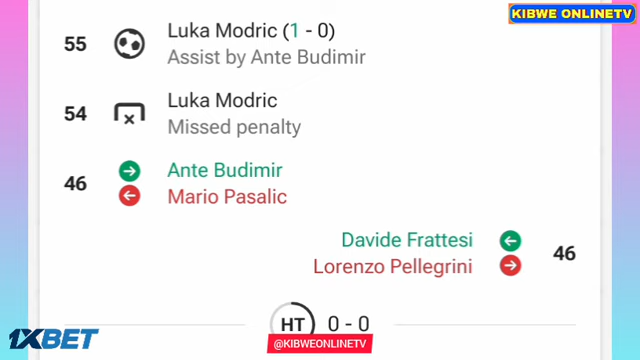 KIBWE ONLINETV
55
Luka Modric (1 - 0)
Assist by Ante Budimir
54
Luka Modric
Missed penalty
46
Ante Budimir
Mario Pasalic
Davide Frattesi
Lorenzo Pellegrini
46
HT 0 - 0
1XBET
@KIBWEONLINETV